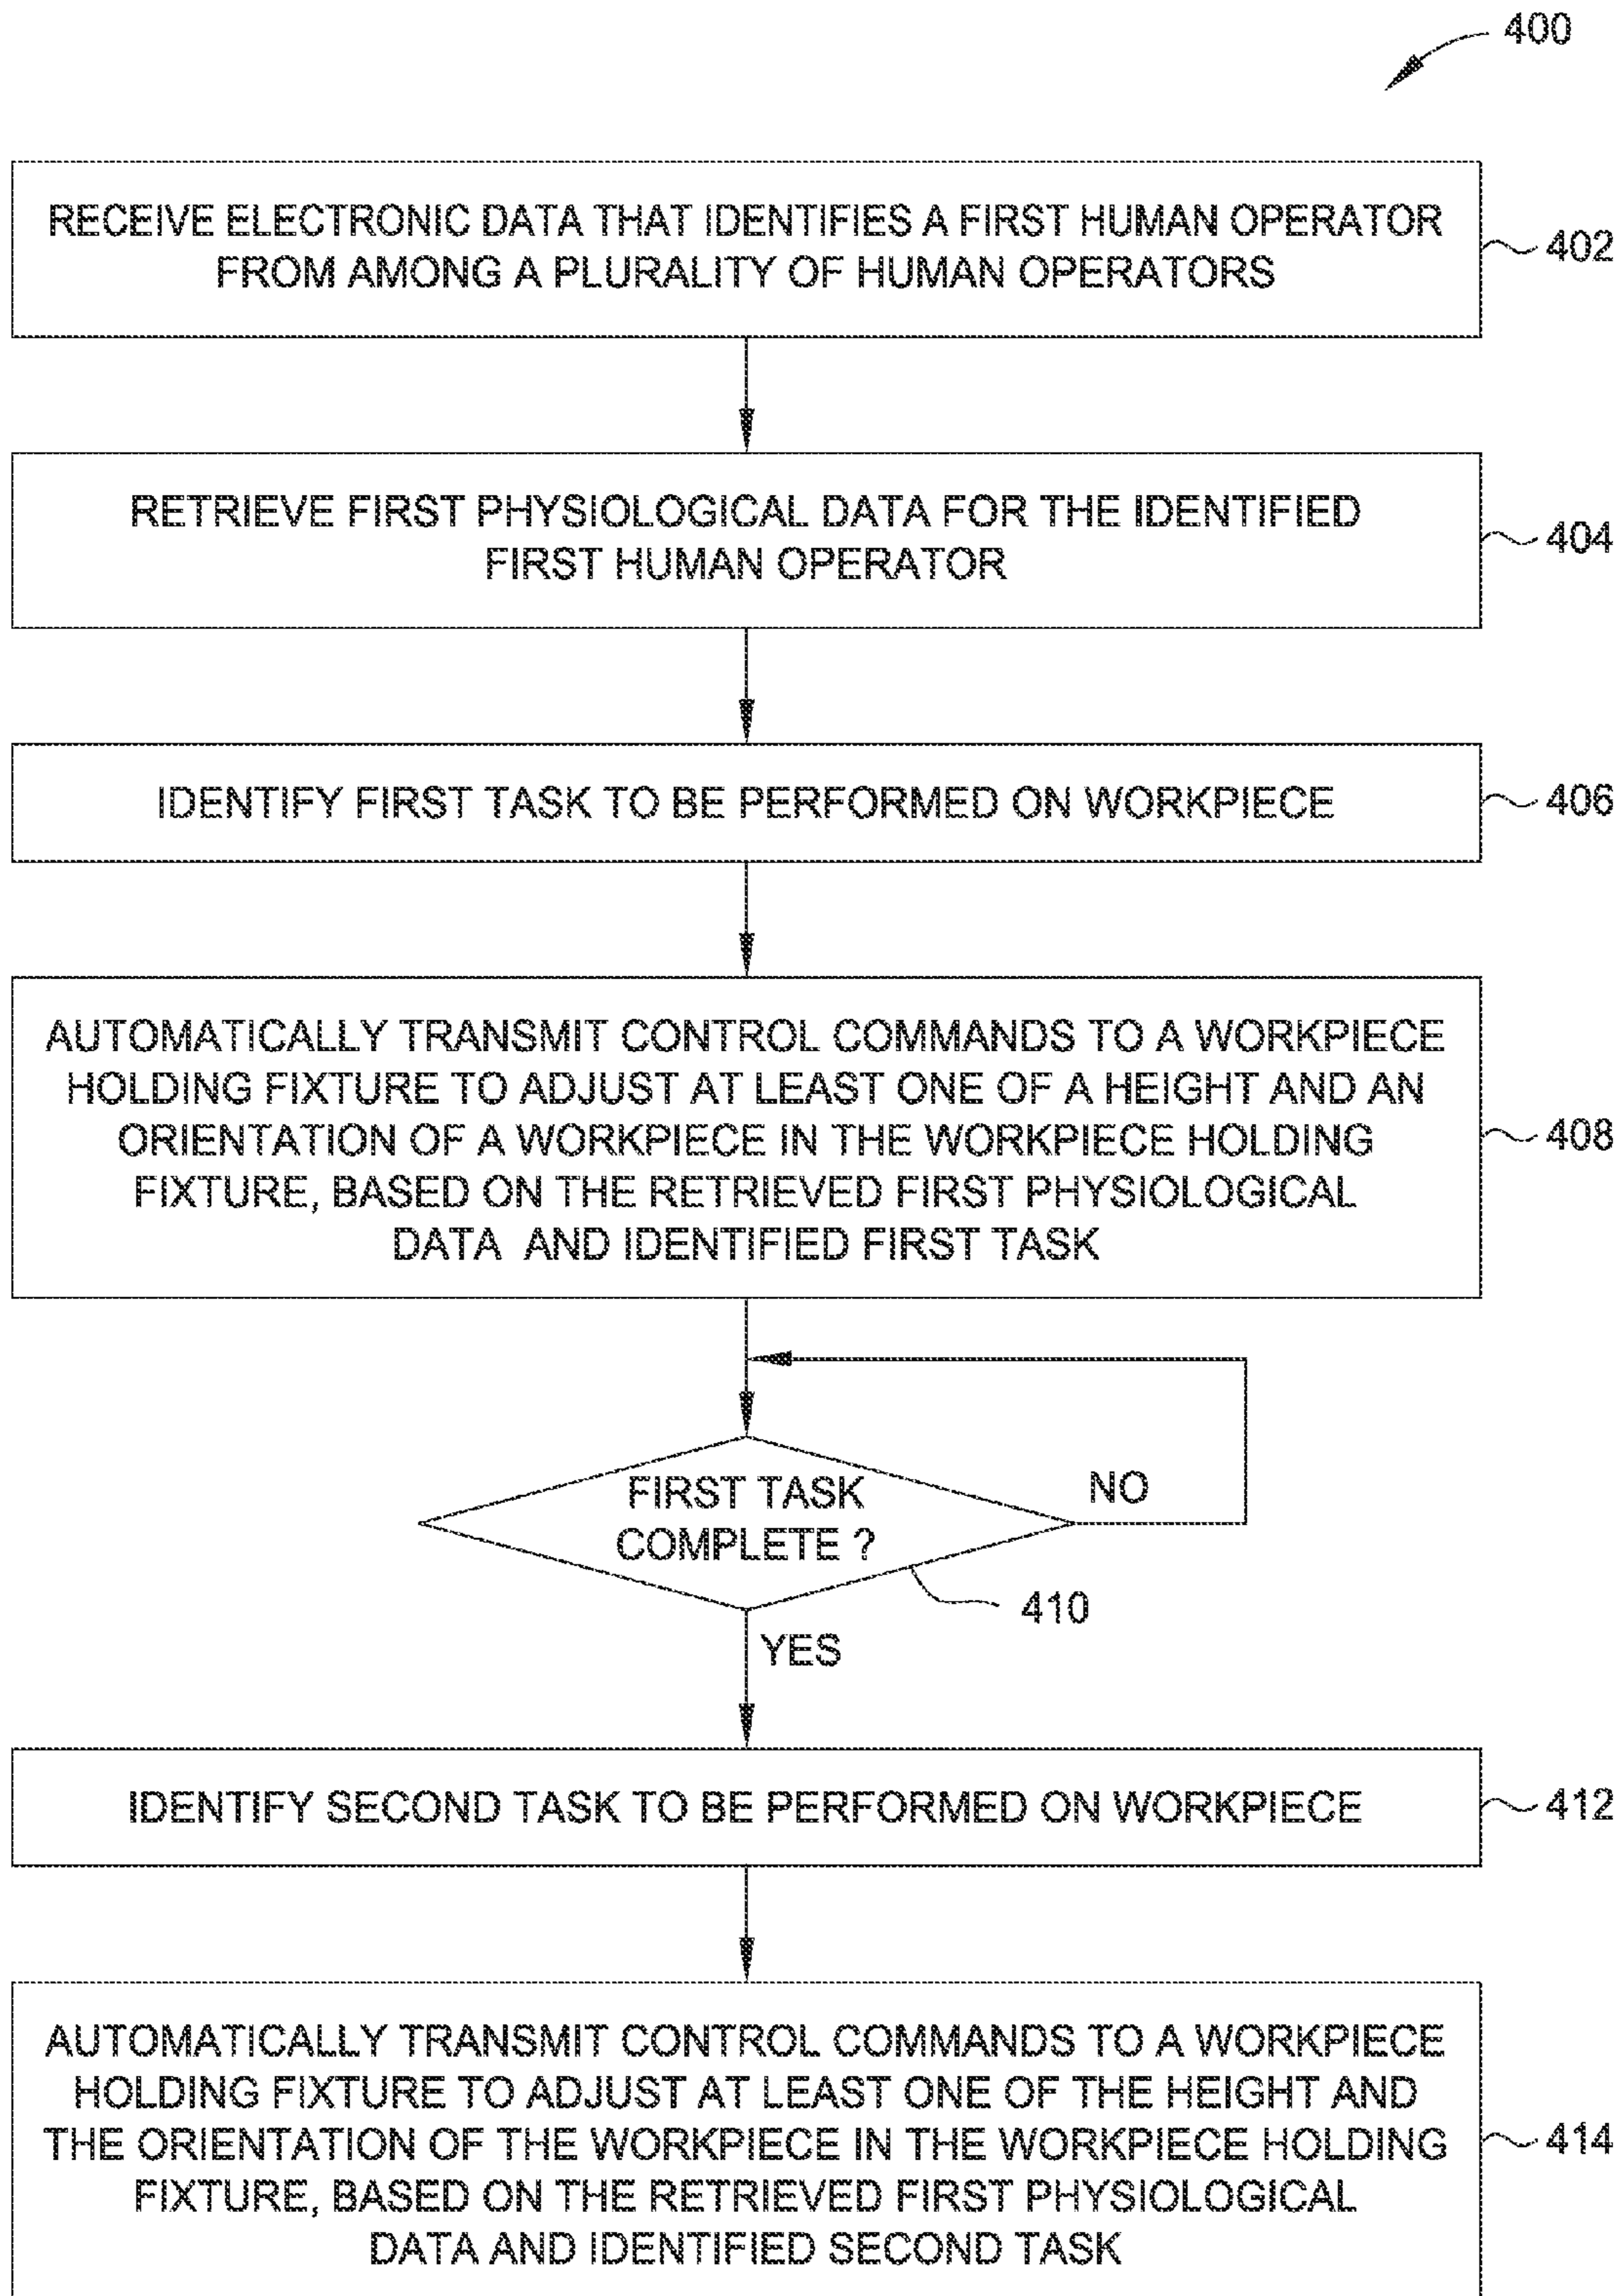 400
RECEIVE ELECTRONIC DATA THAT IDENTIFIES A FIRST HUMAN OPERATOR
FROM AMONG A PLURALITY OF HUMAN OPERATORS
402
RETRIEVE FIRST PHYSIOLOGICAL DATA FOR THE IDENTIFIED
FIRST HUMAN OPERATOR
404
IDENTIFY FIRST TASK TO BE PERFORMED ON WORKPIECE
406
AUTOMATICALLY TRANSMIT CONTROL COMMANDS TO A WORKPIECE
HOLDING FIXTURE TO ADJUST AT LEAST ONE OF A HEIGHT AND AN
ORIENTATION OF A WORKPIECE IN THE WORKPIECE HOLDING
FIXTURE, BASED ON THE RETRIEVED FIRST PHYSIOLOGICAL
DATA AND IDENTIFIED FIRST TASK
408
FIRST TASK
COMPLETE ?
NO
410
YES
IDENTIFY SECOND TASK TO BE PERFORMED ON WORKPIECE
412
AUTOMATICALLY TRANSMIT CONTROL COMMANDS TO A WORKPIECE
HOLDING FIXTURE TO ADJUST AT LEAST ONE OF THE HEIGHT AND
THE ORIENTATION OF THE WORKPIECE IN THE WORKPIECE HOLDING
FIXTURE, BASED ON THE RETRIEVED FIRST PHYSIOLOGICAL
DATA AND IDENTIFIED SECOND TASK
414